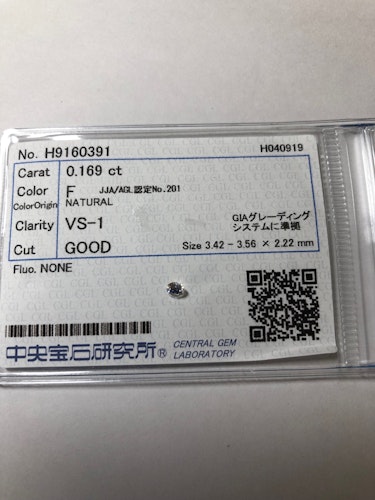 No. H9160391 H040919
Carat 0.169 ct
Color F JJA/AGL認定No.201
ColorOrigin NATURAL
Clarity VS-1 GIAグレーディング
システムに準拠
Cut GOOD Size 3.42 - 3.56 × 2.22 mm
Fluo. NONE
中央宝石研究所® CENTRAL GEM
LABORATORY